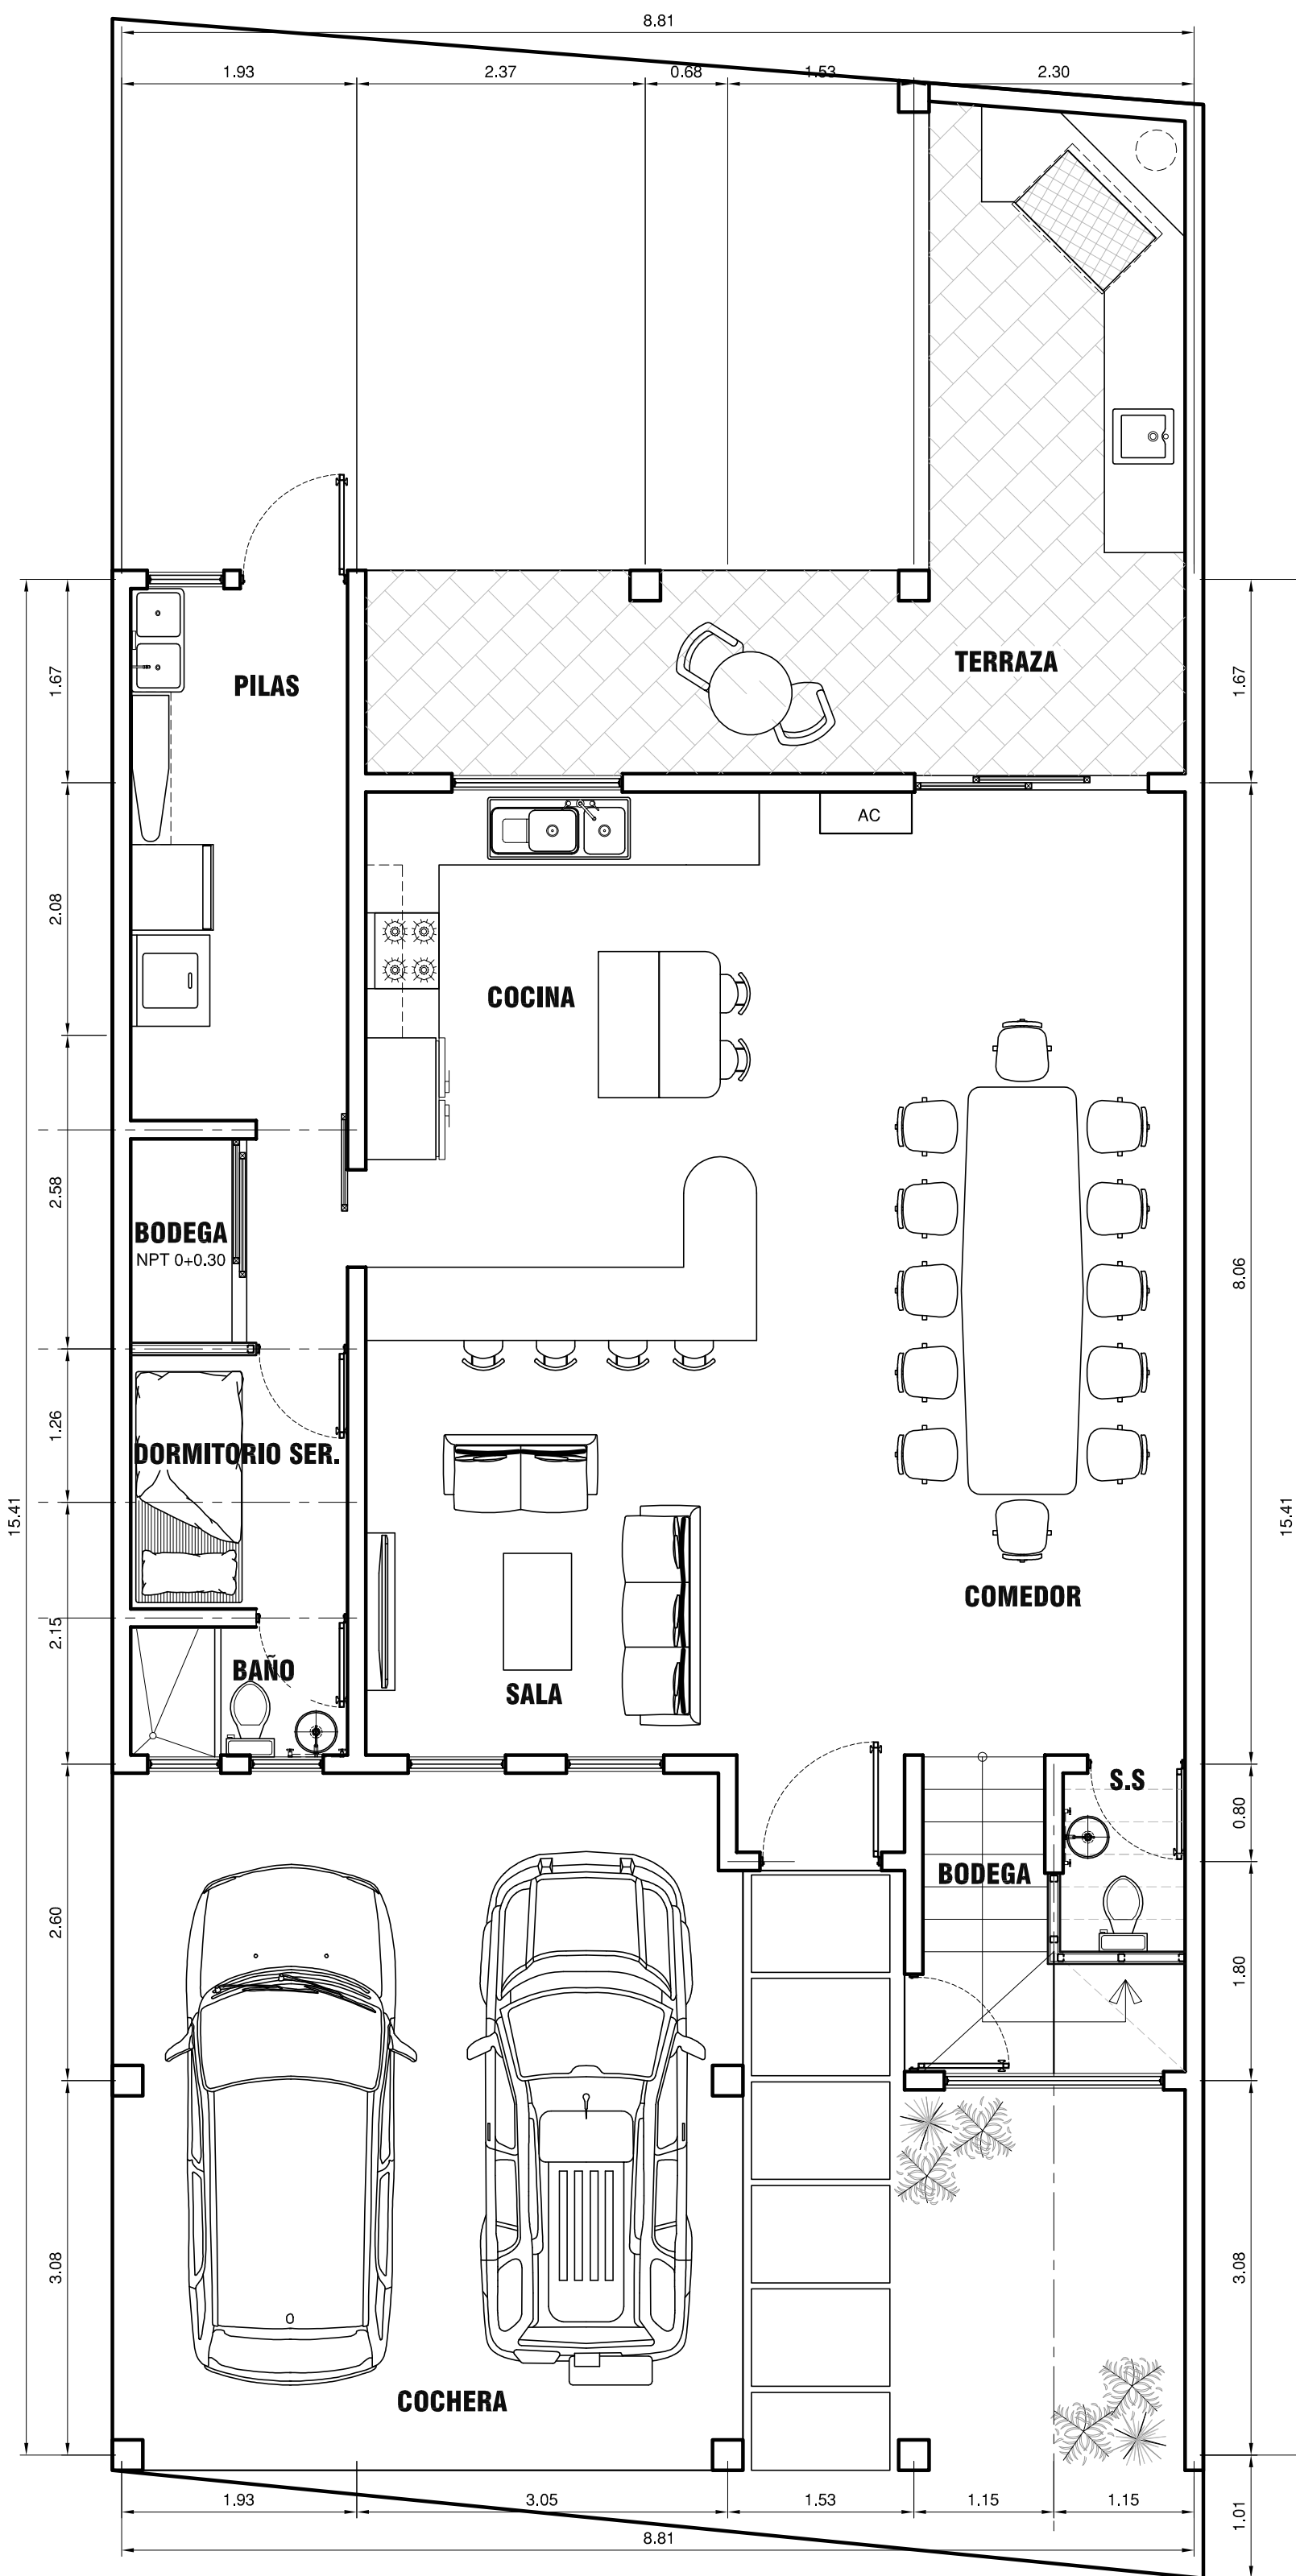 8.81
1.93
2.37
0.68
1.53
2.30
1.67
PILAS
TERRAZA
1.67
AC
2.08
COCINA
2.58
BODEGA
NPT 0+0.30
8.06
1.26
DORMITORIO SER.
15.41
15.41
COMEDOR
2.15
BAÑO
SALA
S.S
0.80
BODEGA
2.60
1.80
3.08
3.08
COCHERA
1.93
3.05
1.53
1.15
1.15
1.01
8.81